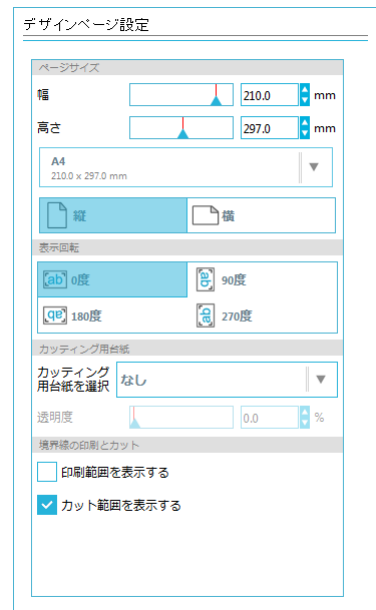 デザインページ設定
ページサイズ
幅 210.0 mm
高さ 297.0 mm
A4
210.0 x 297.0 mm
縦 横
表示回転
ab 0度 ab 90度
ab 180度 ab 270度
カッティング用台紙
カッティング
用台紙を選択 なし
透明度 0.0 %
境界線の印刷とカット
印刷範囲を表示する
カット範囲を表示する